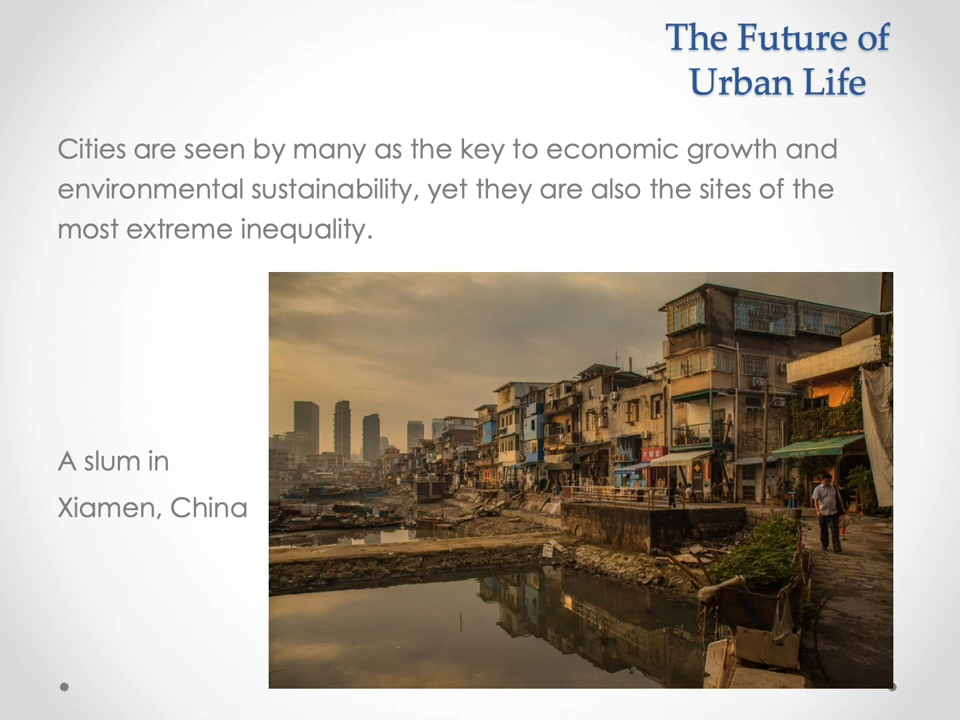 The Future of
Urban Life
Cities are seen by many as the key to economic growth and
environmental sustainability, yet they are also the sites of the
most extreme inequality.
A slum in
Xiamen, China